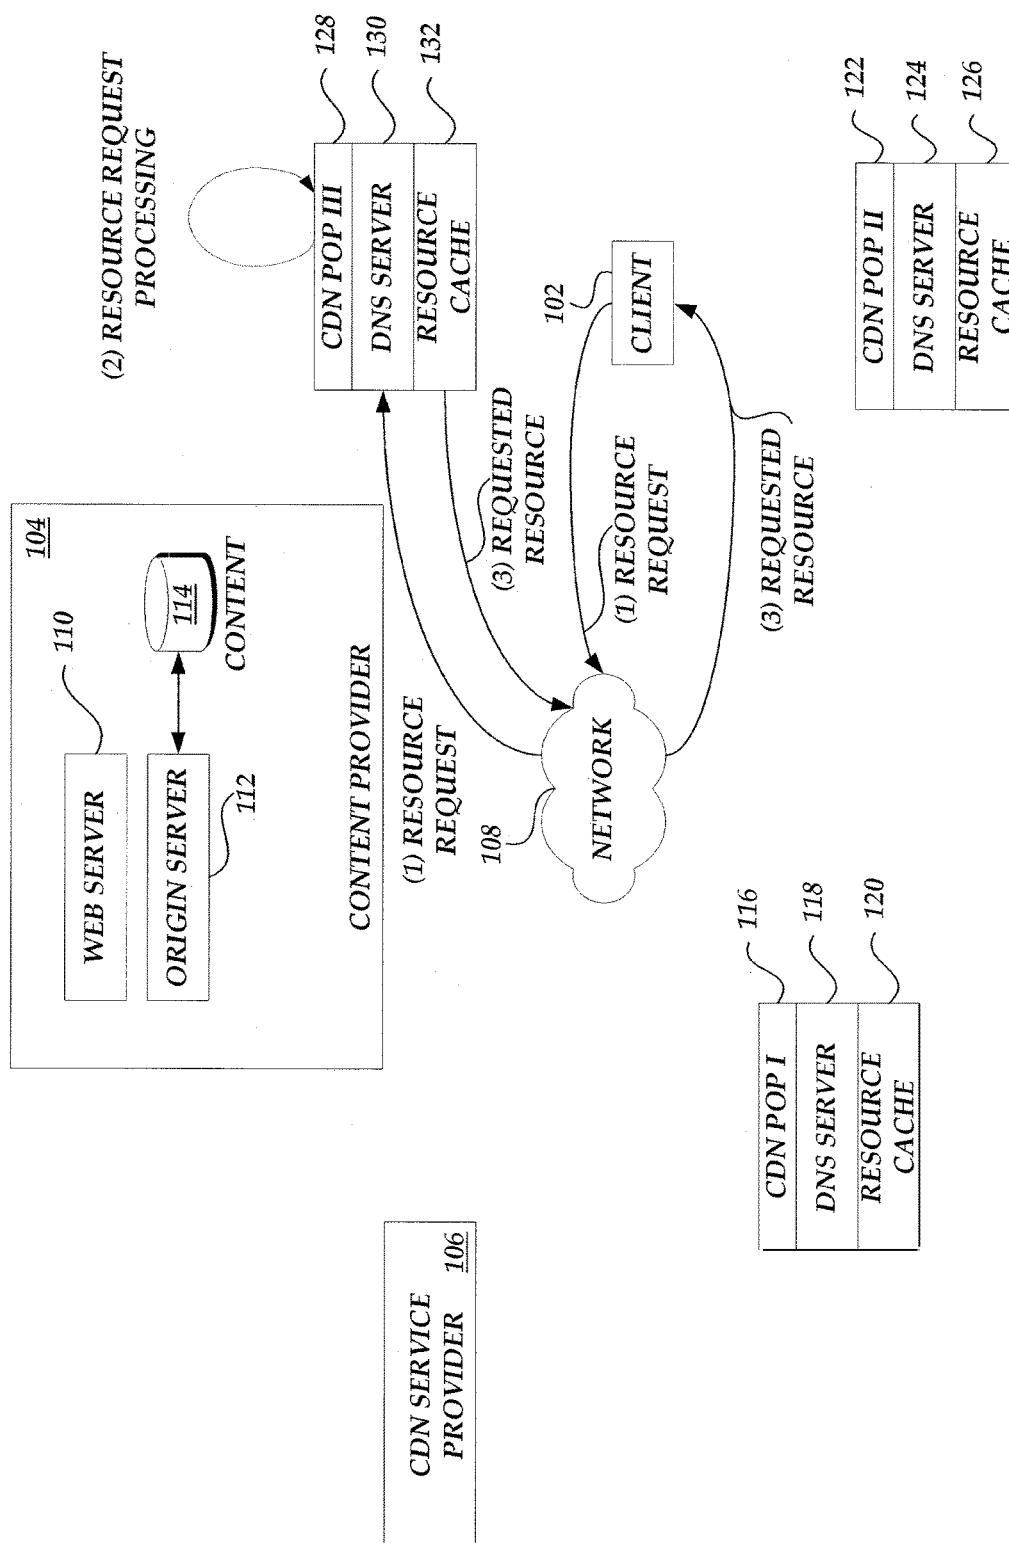 CDN SERVICE
PROVIDER
106
104
WEB SERVER
110
ORIGIN SERVER
112
114
CONTENT
CONTENT PROVIDER
(2) RESOURCE REQUEST
PROCESSING
CDN POP III
DNS SERVER
RESOURCE
CACHE
128
130
132
(1) RESOURCE
REQUEST
(3) REQUESTED
RESOURCE
108
NETWORK
102
CLIENT
(1) RESOURCE
REQUEST
(3) REQUESTED
RESOURCE
CDN POP I
DNS SERVER
RESOURCE
CACHE
116
118
120
CDN POP II
DNS SERVER
RESOURCE
CACHE
122
124
126